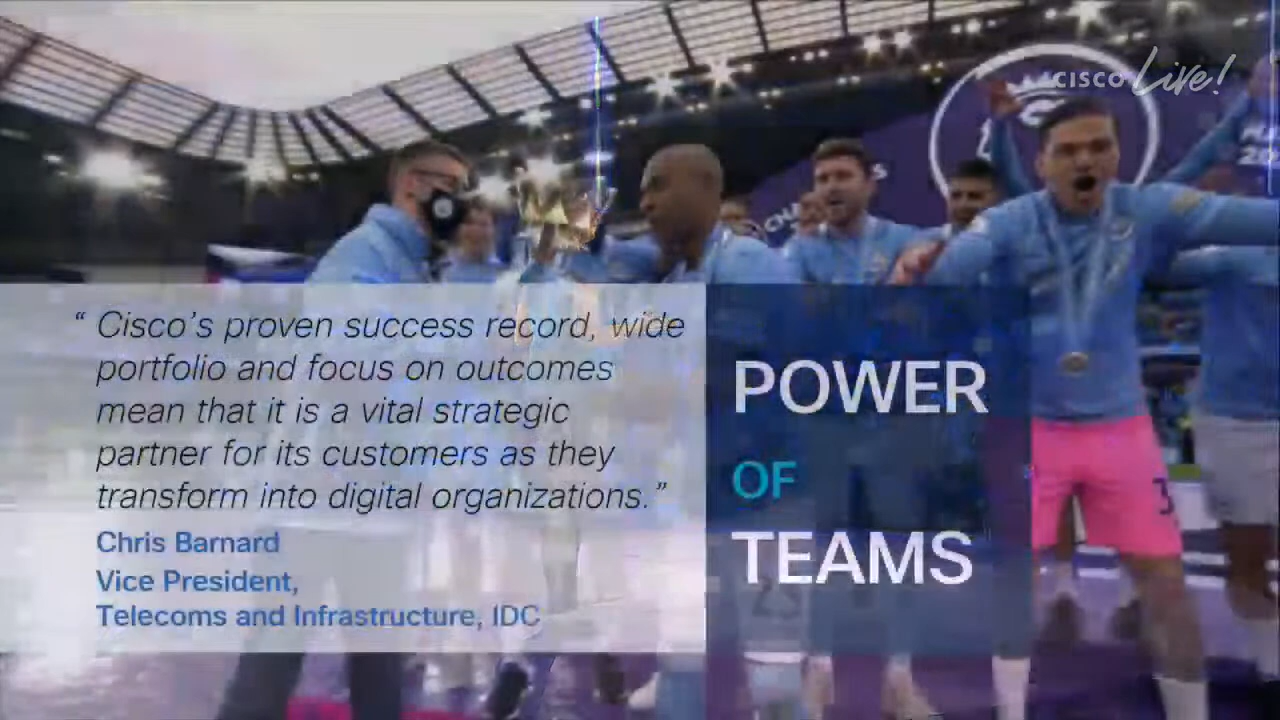 CISCO Live!
“ Cisco’s proven success record, wide
portfolio and focus on outcomes
mean that it is a vital strategic
partner for its customers as they
transform into digital organizations.”
Chris Barnard
Vice President,
Telecoms and Infrastructure, IDC
POWER
OF
TEAMS